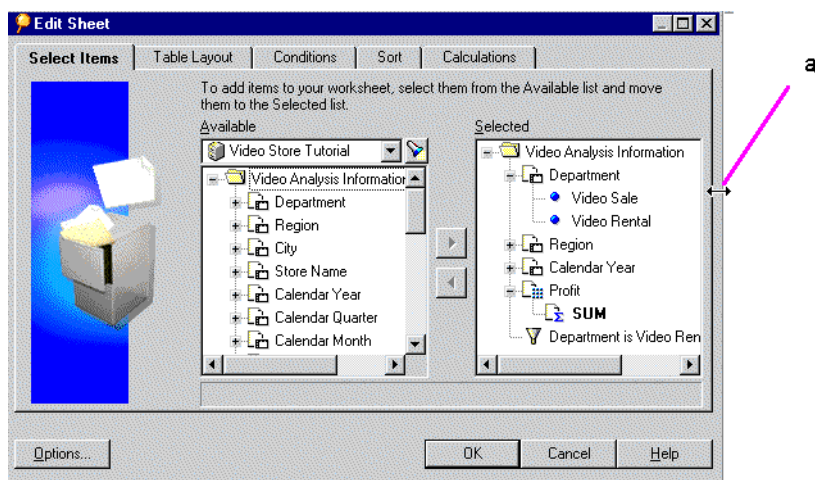 Edit Sheet
Select Items
Table Layout
Conditions
Sort
Calculations
To add items to your worksheet, select them from the Available list and move
them to the Selected list.
Available
Video Store Tutorial
Video Analysis Information
Department
Region
City
Store Name
Calendar Year
Calendar Quarter
Calendar Month
Selected
Video Analysis Information
Department
Video Sale
Video Rental
Region
Calendar Year
Profit
SUM
Department is Video Ren
a
Options...
OK
Cancel
Help